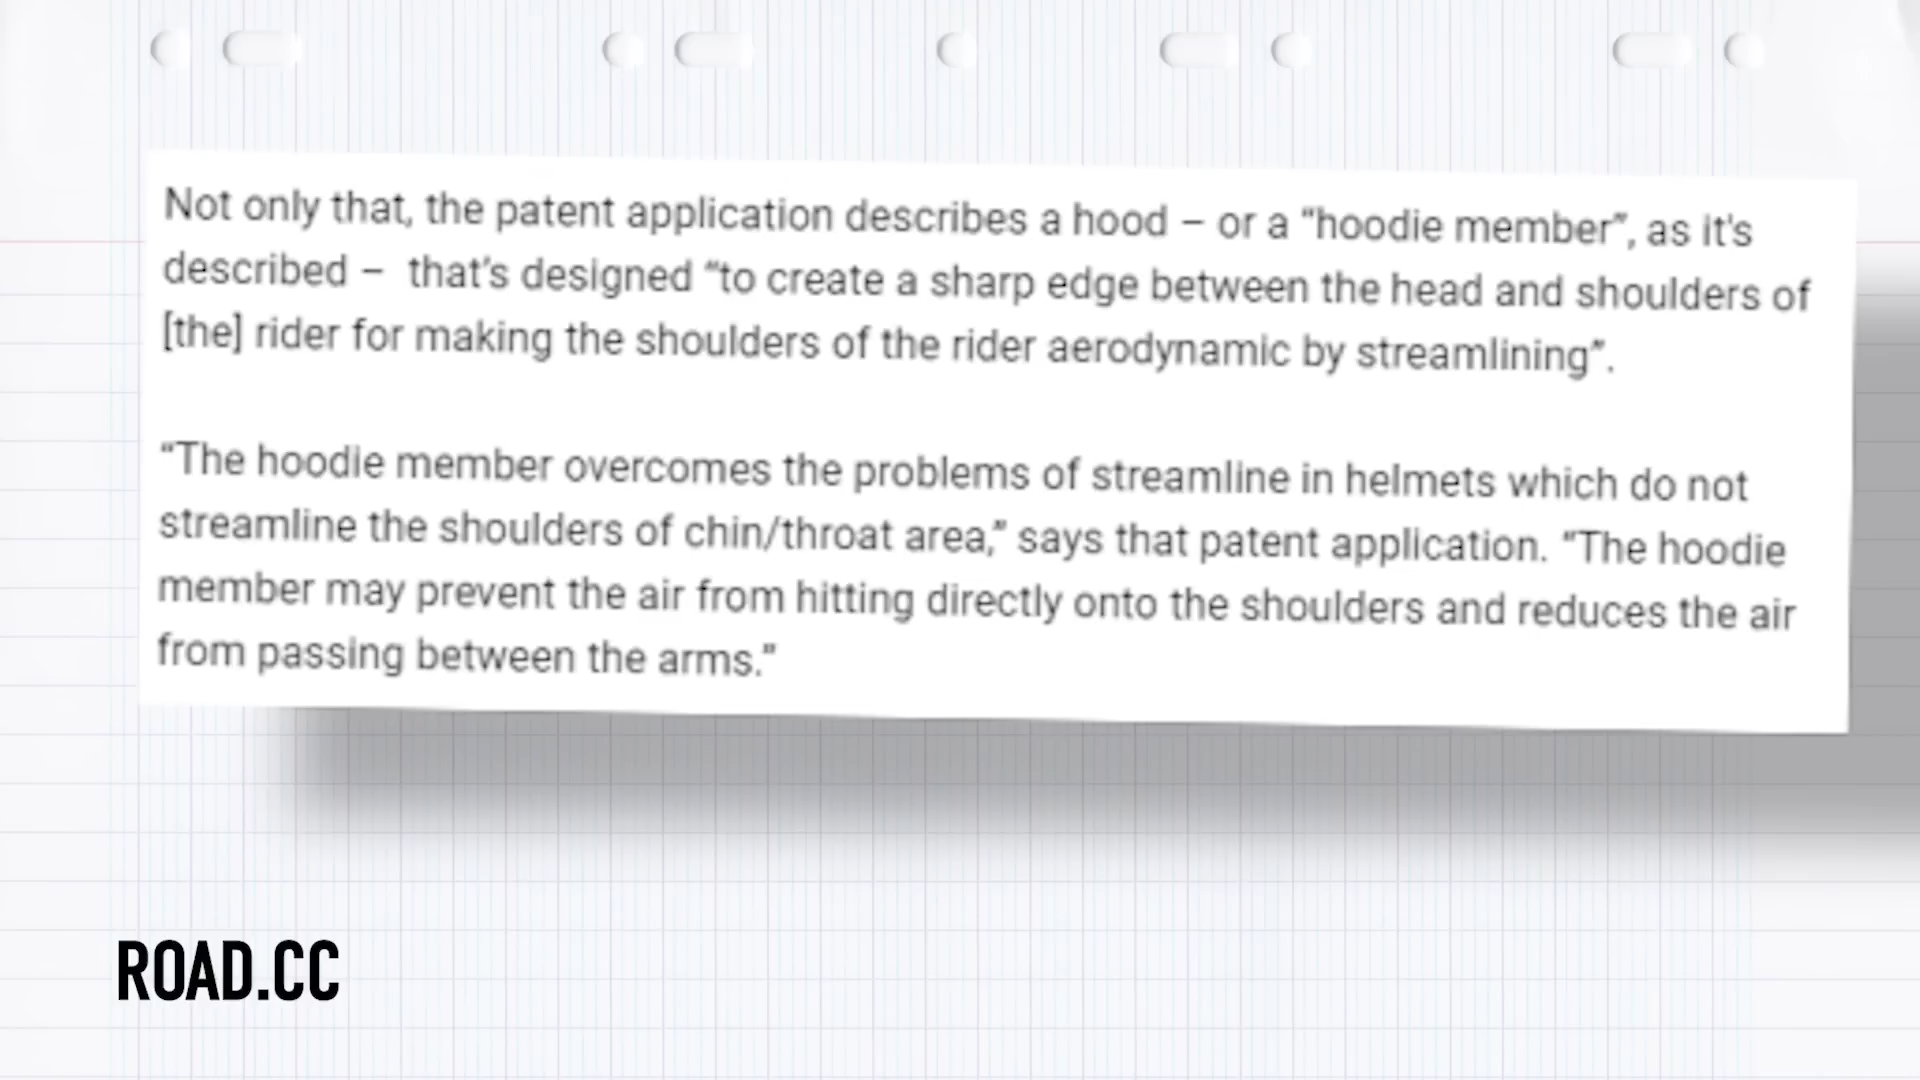 Not only that, the patent application describes a hood – or a “hoodie member”, as it's
described –  that’s designed “to create a sharp edge between the head and shoulders of
[the] rider for making the shoulders of the rider aerodynamic by streamlining”.
“The hoodie member overcomes the problems of streamline in helmets which do not
streamline the shoulders of chin/throat area,” says that patent application. “The hoodie
member may prevent the air from hitting directly onto the shoulders and reduces the air
from passing between the arms.”
ROAD.CC